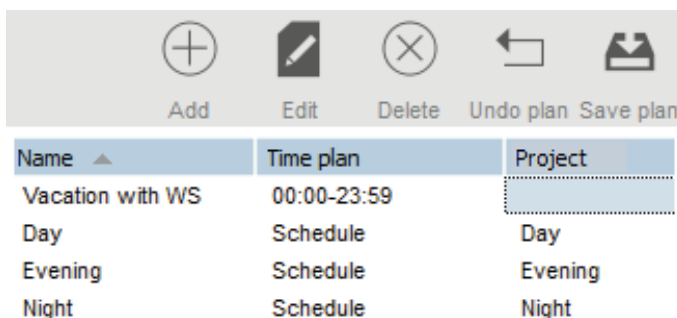 Add Edit Delete Undo plan Save plan
Name Time plan Project
Vacation with WS 00:00-23:59
Day Schedule Day
Evening Schedule Evening
Night Schedule Night